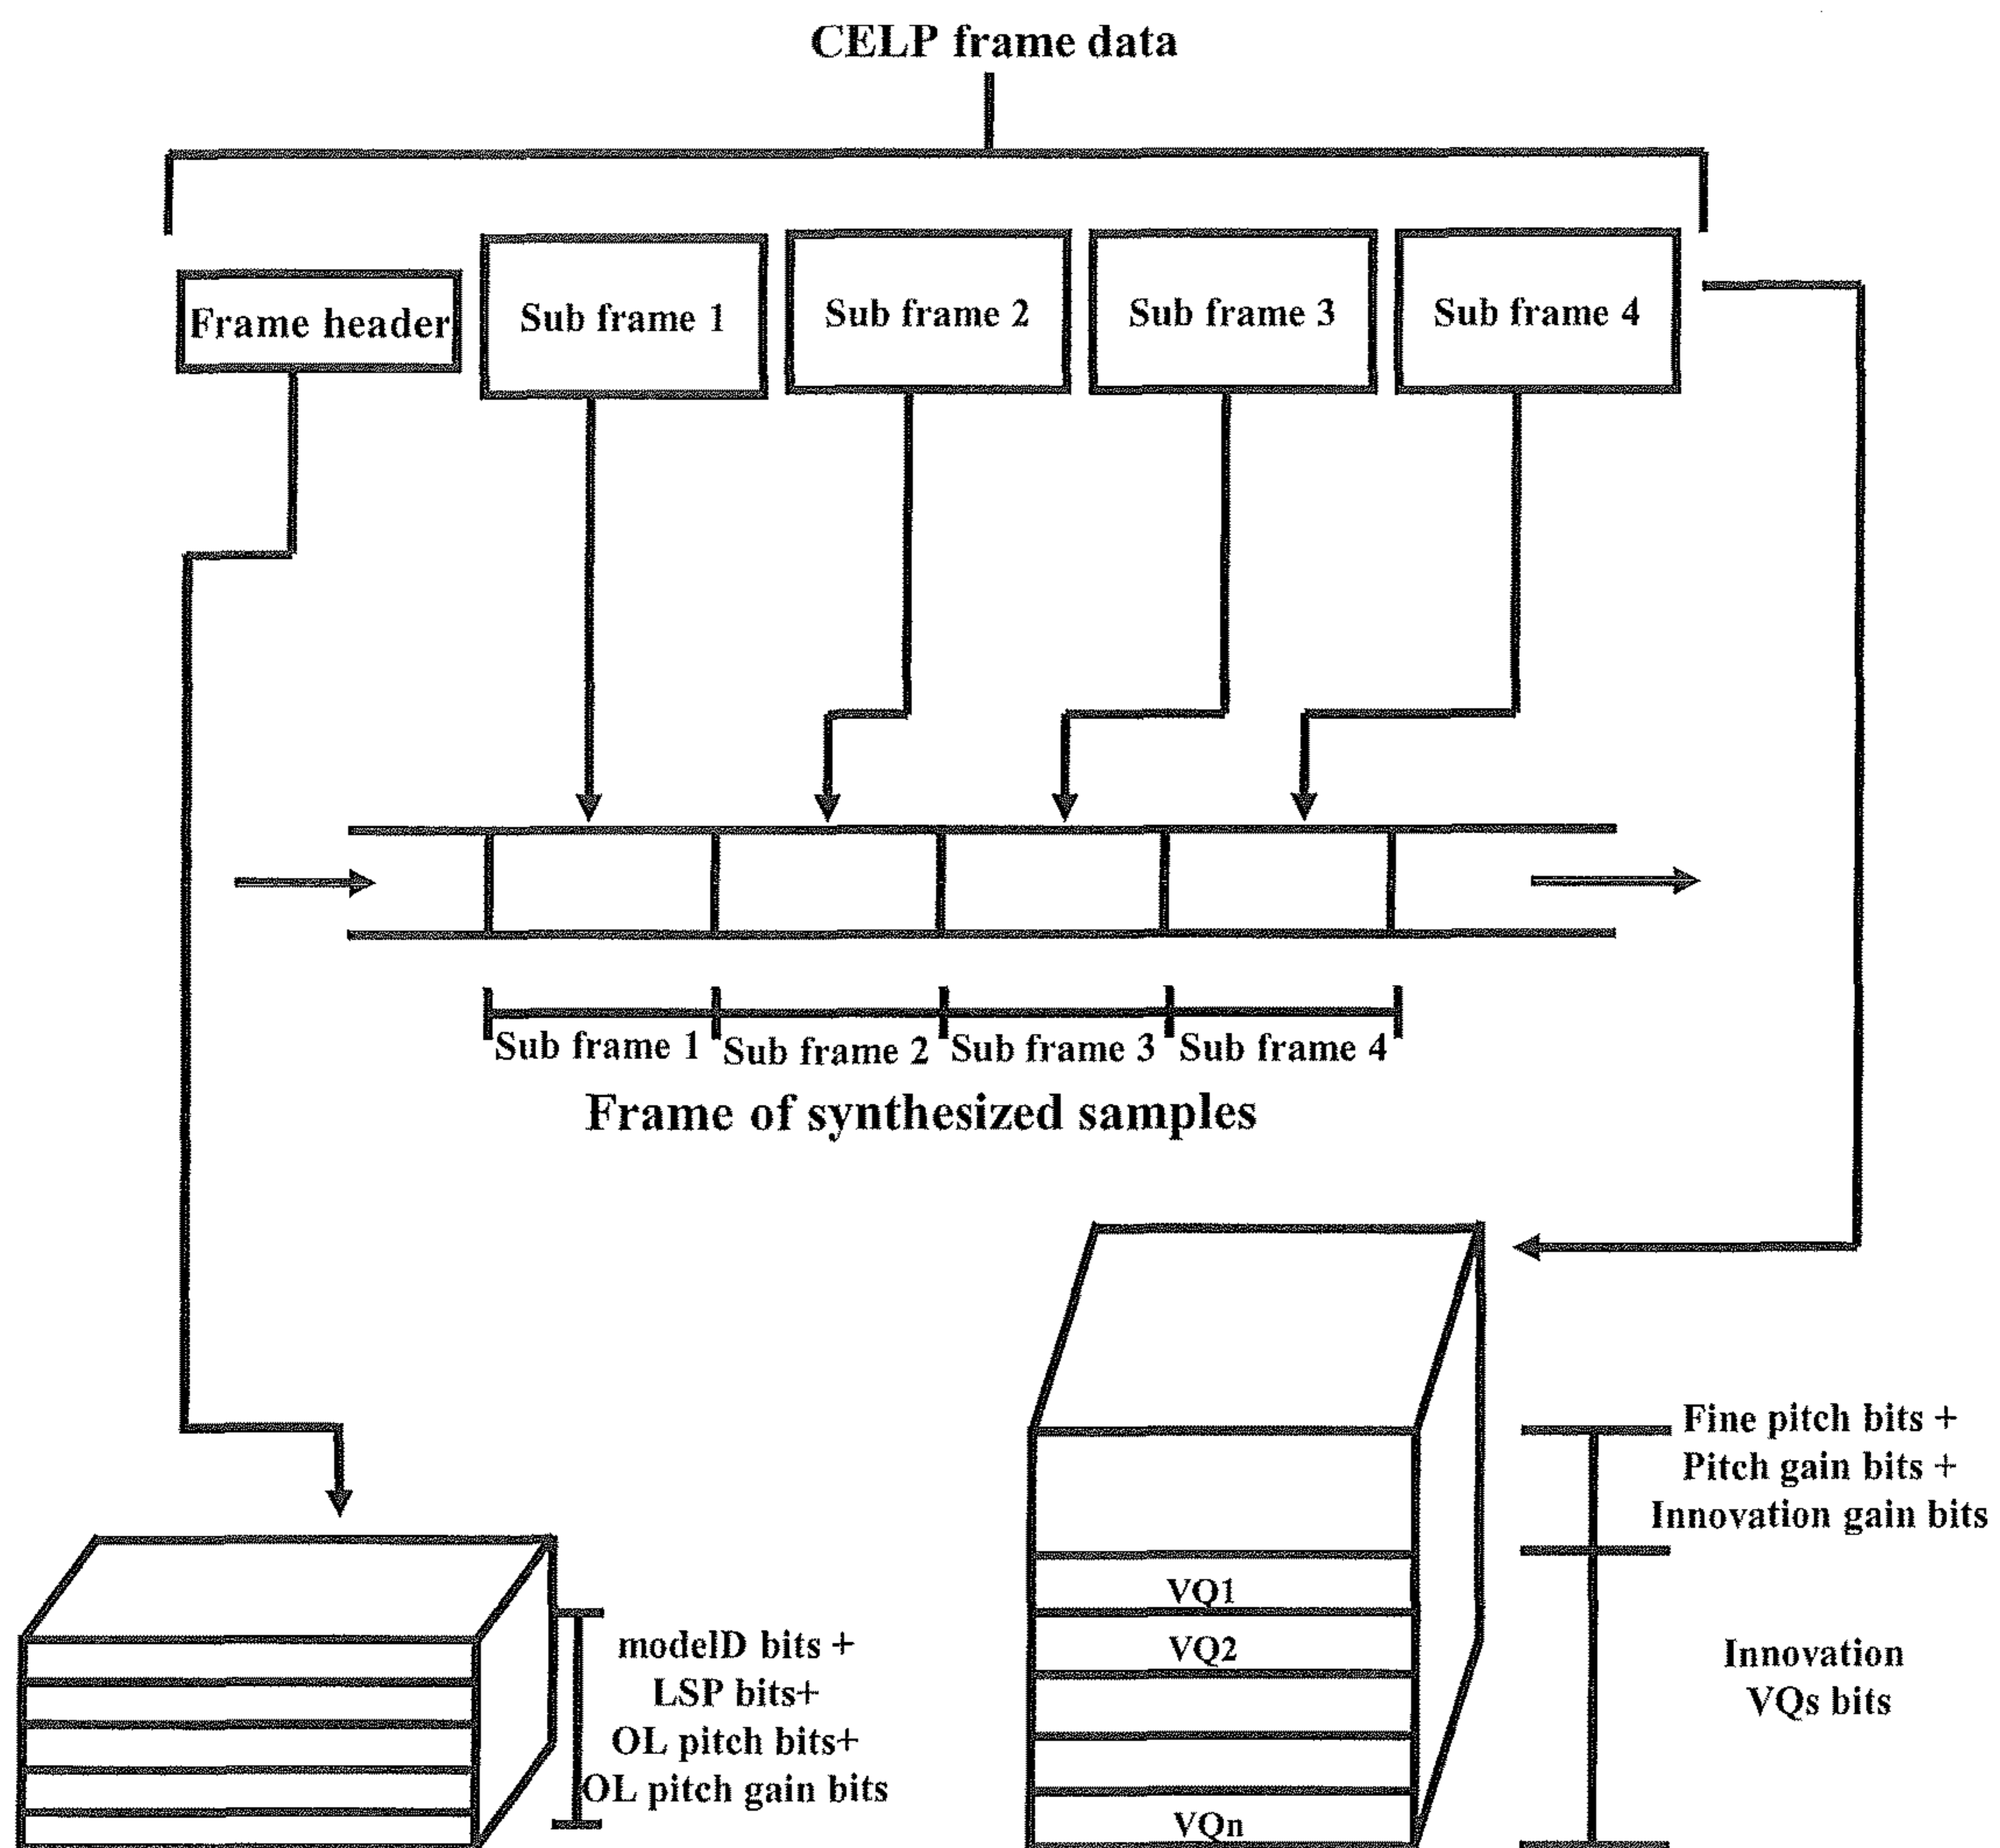 CELP frame data
Frame header
Sub frame 1
Sub frame 2
Sub frame 3
Sub frame 4
Sub frame 1
Sub frame 2
Sub frame 3
Sub frame 4
Frame of synthesized samples
modelD bits +
LSP bits+
OL pitch bits+
OL pitch gain bits
VQ1
VQ2
VQn
Fine pitch bits +
Pitch gain bits +
Innovation gain bits
Innovation
VQs bits